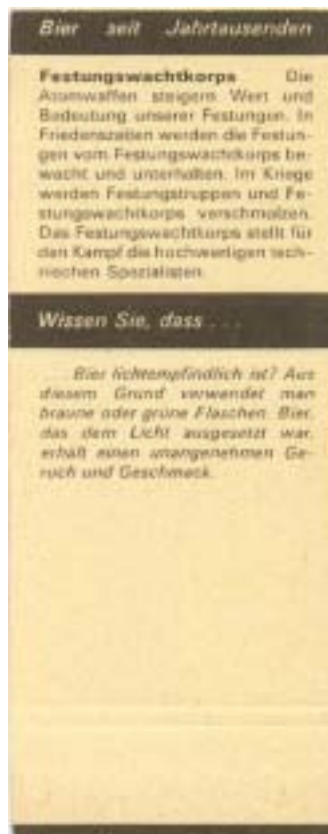 Bier seit Jahrtausenden
Festungswachtkorps Die
Atomwaffen steigern Wert und
Bedeutung unserer Festungen. In
Friedenszeiten werden die Festun-
gen vom Festungswachtkorps be-
wacht und unterhalten. Im Kriege
werden Festungstruppen und Fe-
stungswachtkorps verschmolzen.
Das Festungswachtkorps stellt für
den Kampf die hochwertigen tech-
nischen Spezialisten.
Wissen Sie, dass . . .
Bier lichtempfindlich ist? Aus
diesem Grund verwendet man
braune oder grüne Flaschen. Bier,
das dem Licht ausgesetzt war,
erhält einen unangenehmen Ge-
ruch und Geschmack.